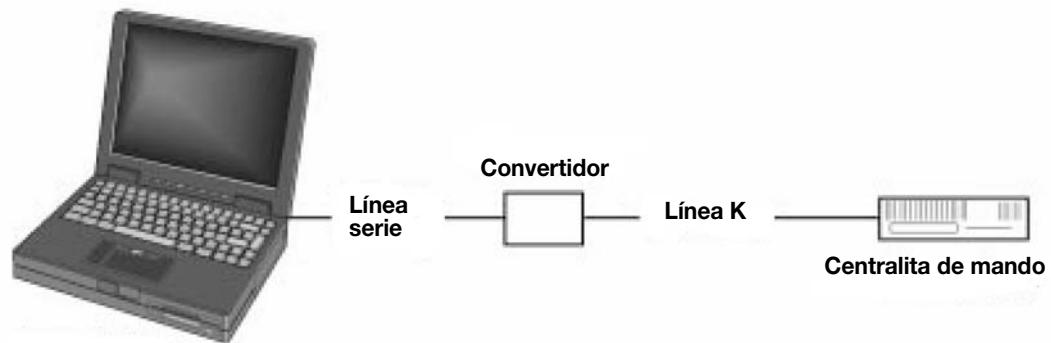 Convertidor
Línea
serie
Línea K
Centralita de mando